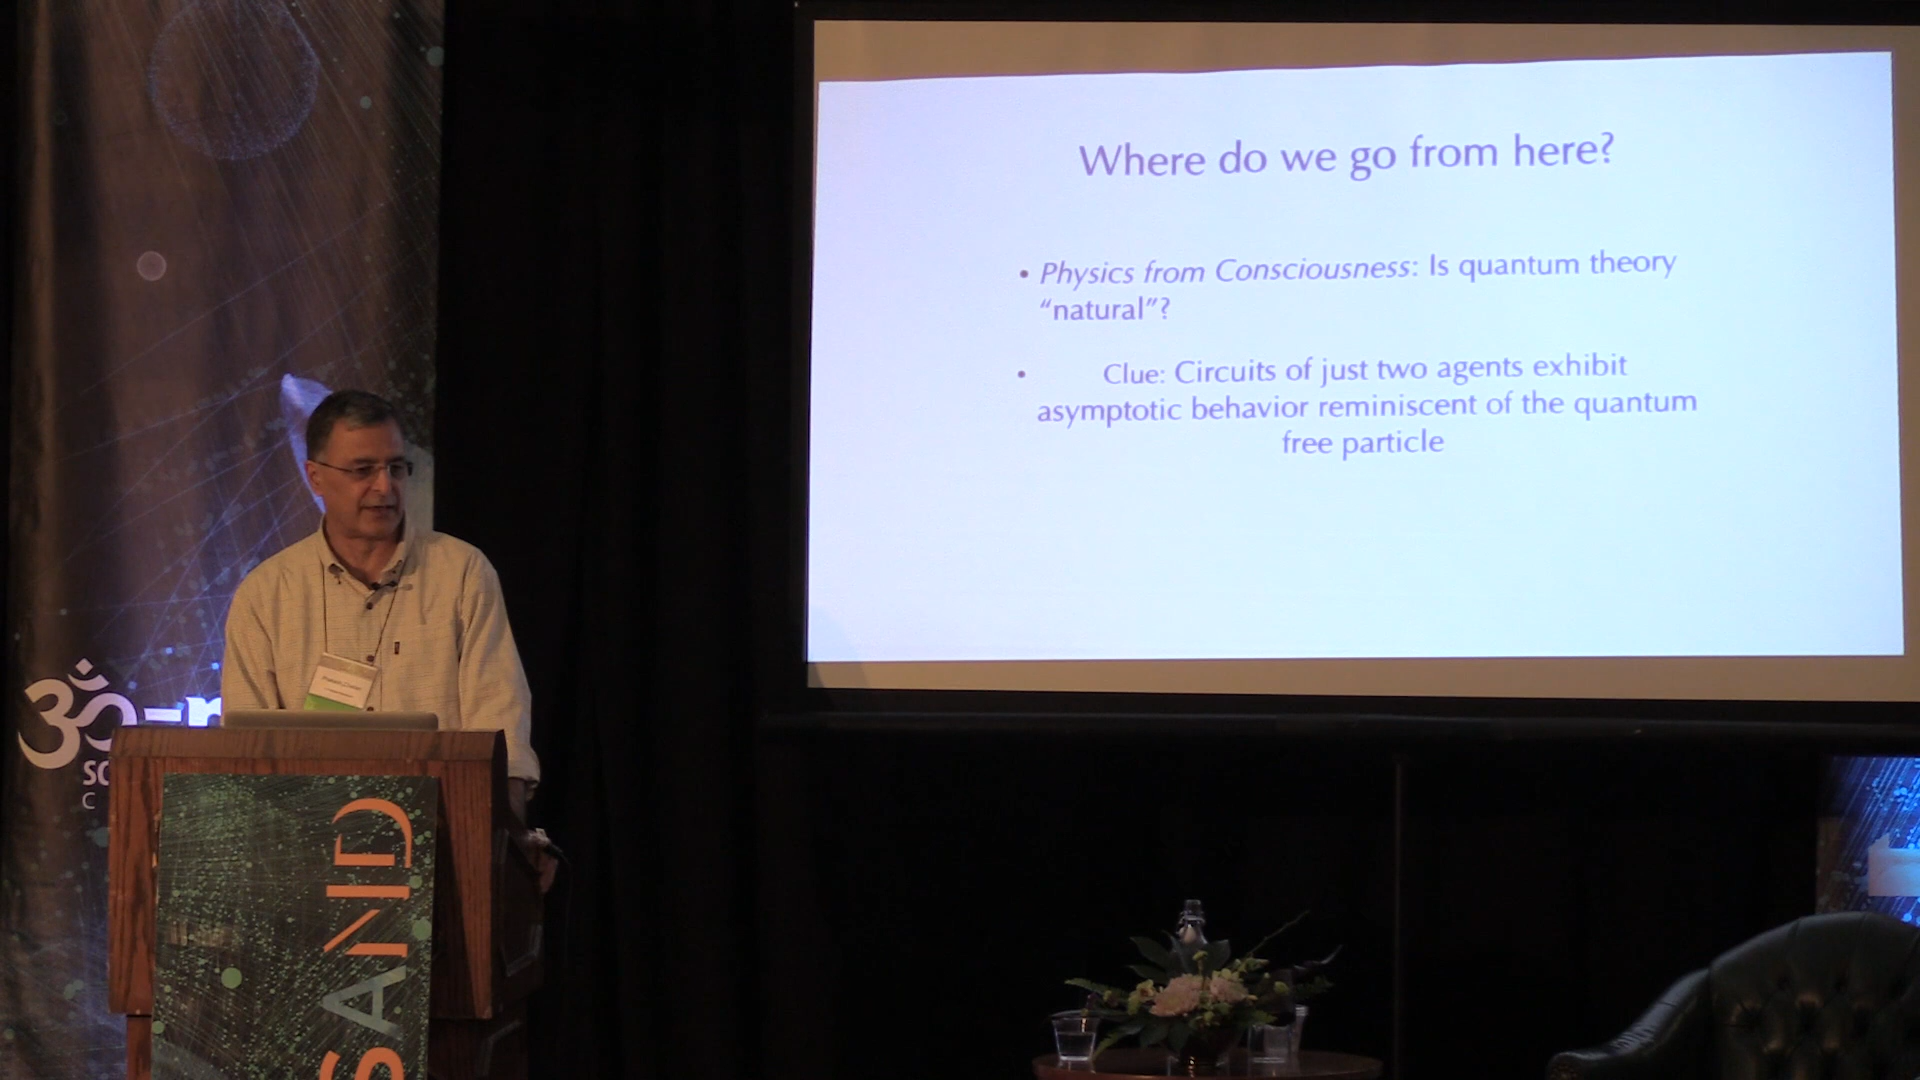 Where do we go from here?
• Physics from Consciousness: Is quantum theory
“natural”?
• Clue: Circuits of just two agents exhibit
asymptotic behavior reminiscent of the quantum
free particle
ॐ-n
SC
C
SAND